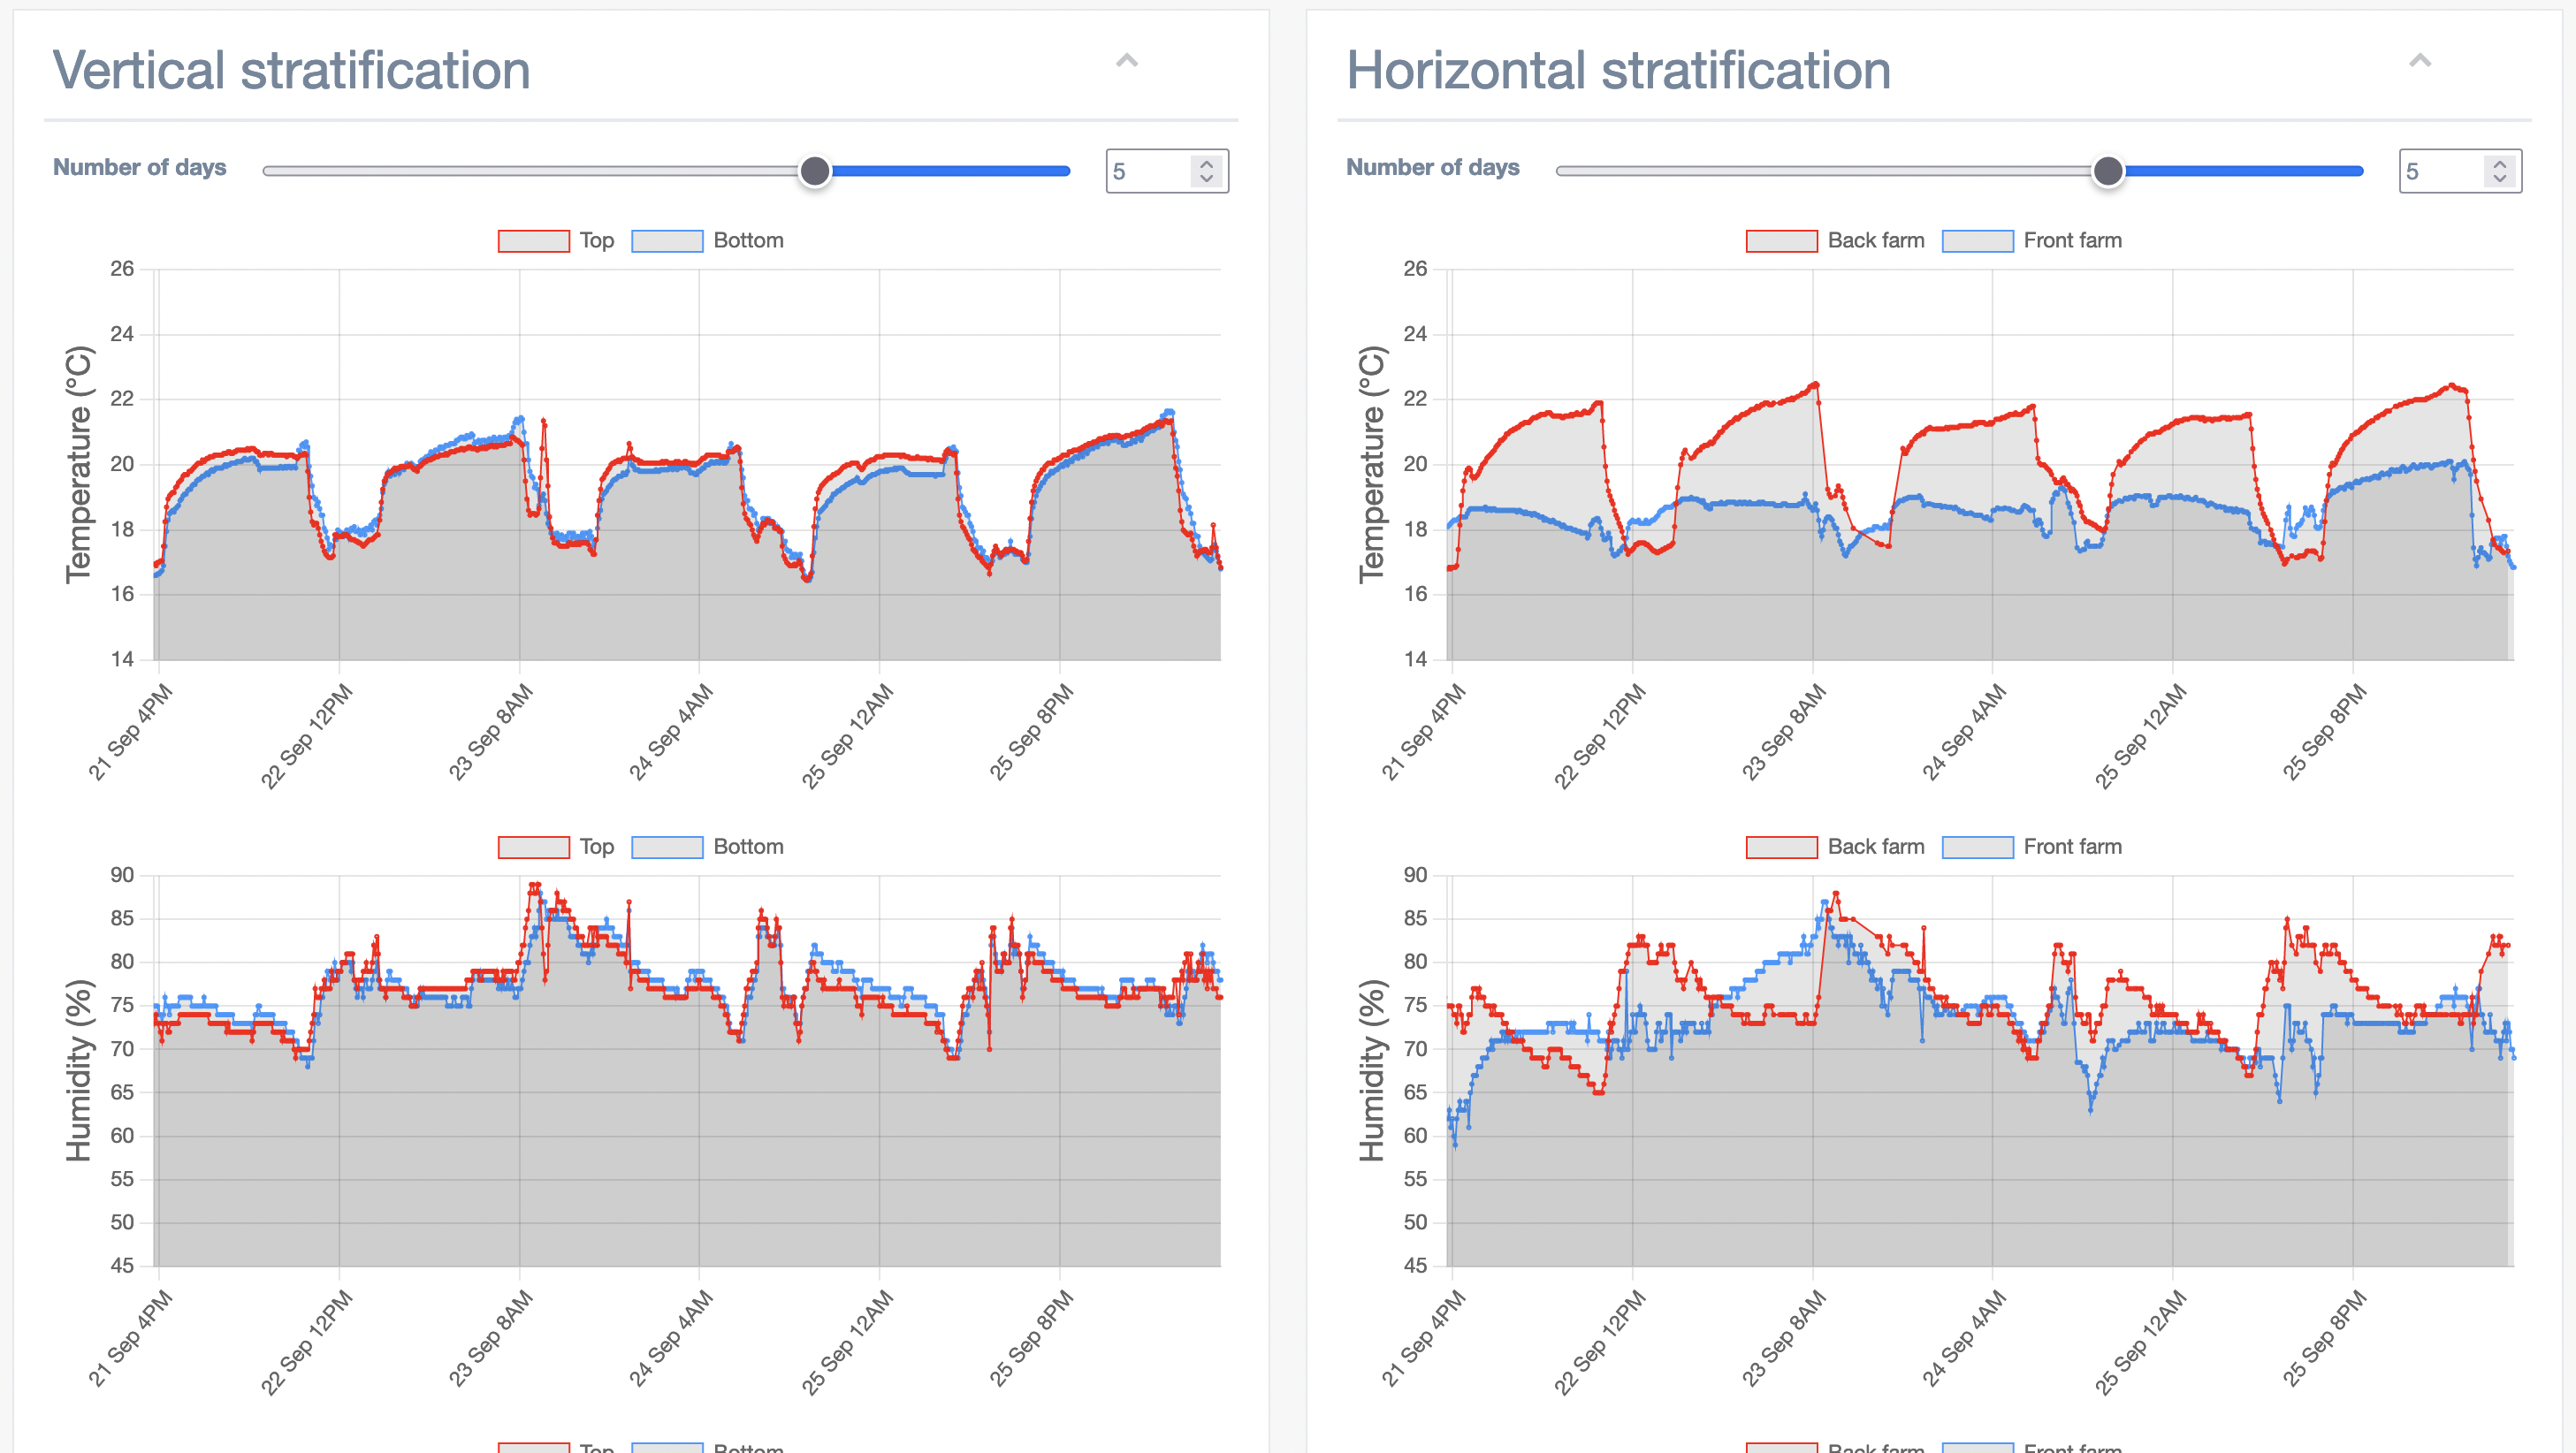 Vertical stratification
Number of days
5
Top Bottom
26
24
22
20
18
16
14
Temperature (°C)
21 Sep 4PM
22 Sep 12PM
23 Sep 8AM
24 Sep 4AM
25 Sep 12AM
25 Sep 8PM
Top Bottom
90
85
80
75
70
65
60
55
50
45
Humidity (%)
21 Sep 4PM
22 Sep 12PM
23 Sep 8AM
24 Sep 4AM
25 Sep 12AM
25 Sep 8PM
Top Bottom
Horizontal stratification
Number of days
5
Back farm Front farm
26
24
22
20
18
16
14
Temperature (°C)
21 Sep 4PM
22 Sep 12PM
23 Sep 8AM
24 Sep 4AM
25 Sep 12AM
25 Sep 8PM
Back farm Front farm
90
85
80
75
70
65
60
55
50
45
Humidity (%)
21 Sep 4PM
22 Sep 12PM
23 Sep 8AM
24 Sep 4AM
25 Sep 12AM
25 Sep 8PM
Back farm Front farm